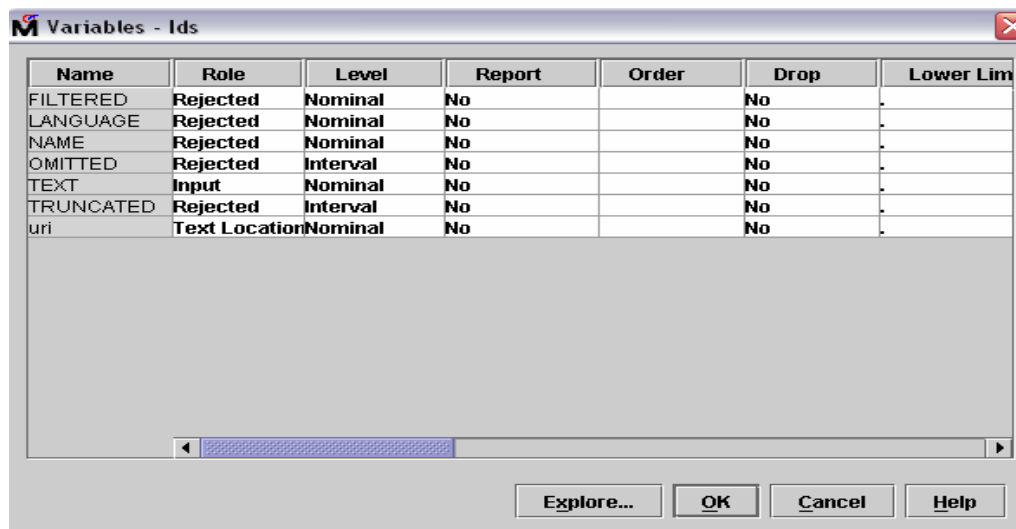 Variables - Ids
Name Role Level Report Order Drop Lower Lim
FILTERED Rejected Nominal No No .
LANGUAGE Rejected Nominal No No .
NAME Rejected Nominal No No .
OMITTED Rejected Interval No No .
TEXT Input Nominal No No .
TRUNCATED Rejected Interval No No .
uri Text Location Nominal No No .
Explore... OK Cancel Help